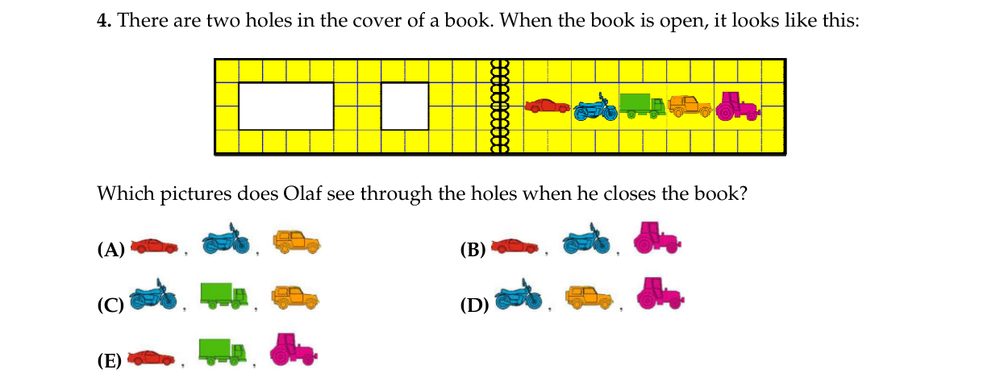 4. There are two holes in the cover of a book. When the book is open, it looks like this:
Which pictures does Olaf see through the holes when he closes the book?
(A) , , (B) , ,
(C) , , (D) , ,
(E) , ,